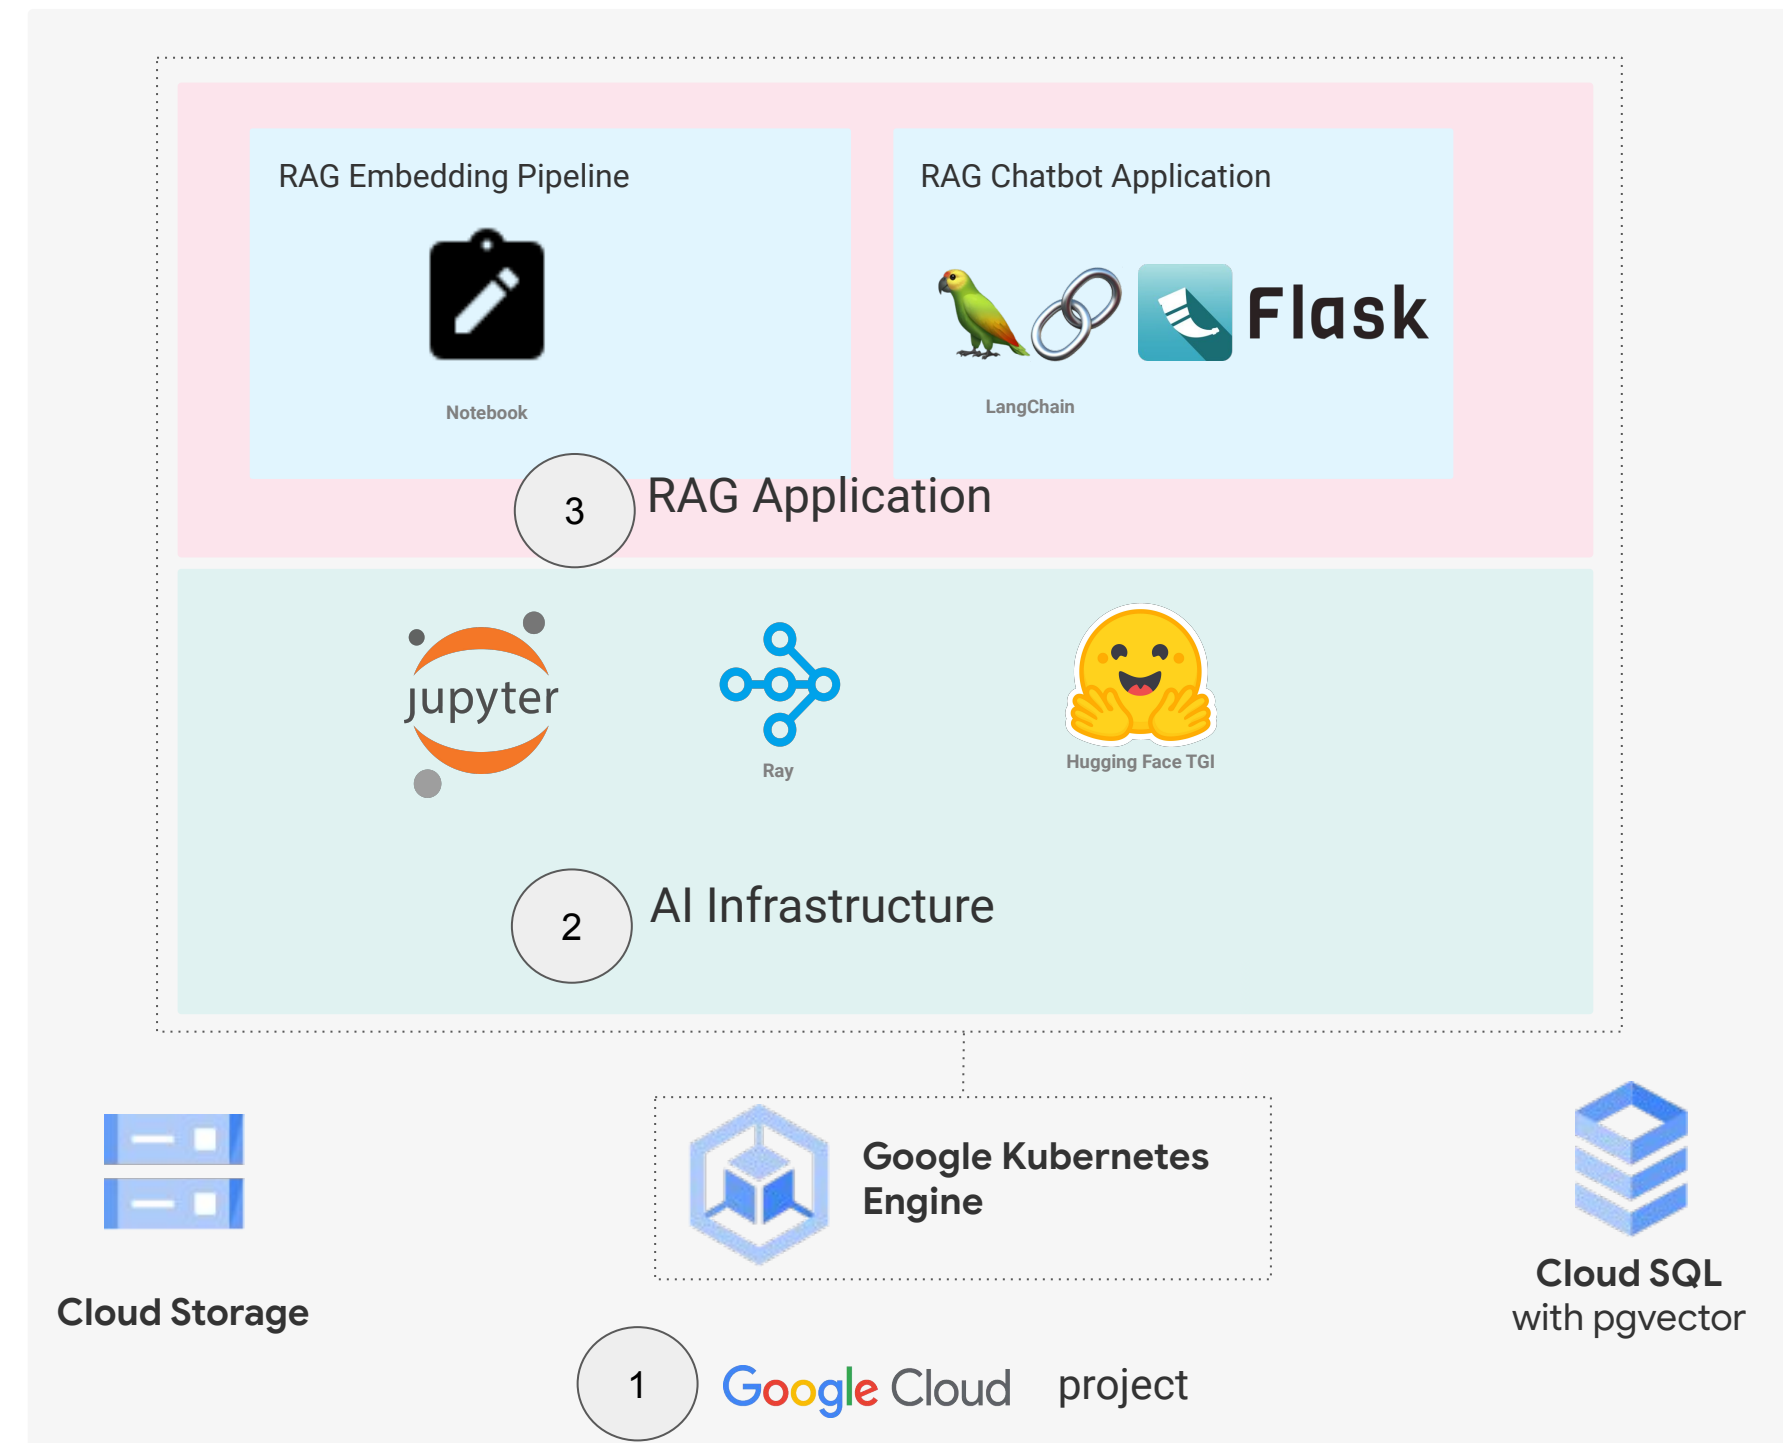 RAG Embedding Pipeline
Notebook
RAG Chatbot Application
Flask
LangChain
3
RAG Application
jupyter
Ray
Hugging Face TGI
2
AI Infrastructure
Google Kubernetes
Engine
Cloud Storage
Cloud SQL
with pgvector
1
Google Cloud project